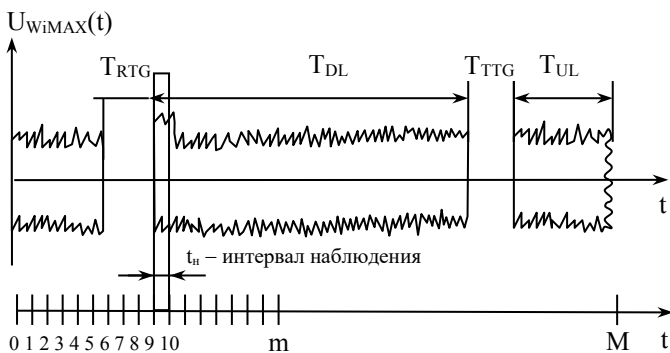 U_WiMAX(t)
T_RTG T_DL T_TTG T_UL
t
t_н – интервал наблюдения
0 1 2 3 4 5 6 7 8 9 10 m M t